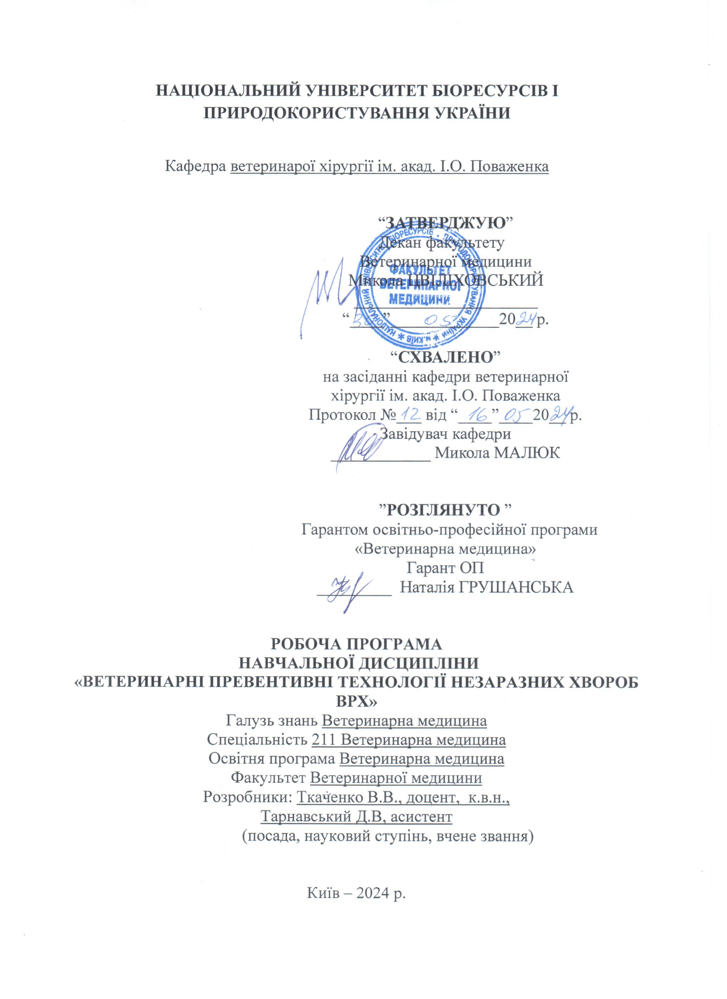 НАЦІОНАЛЬНИЙ УНІВЕРСИТЕТ БІОРЕСУРСІВ І
ПРИРОДОКОРИСТУВАННЯ УКРАЇНИ
Кафедра ветеринарої хірургії ім. акад. І.О. Поваженка
“ЗАТВЕРДЖУЮ”
Декан факультету
Ветеринарної медицини
Микола ЦВІЛІХОВСЬКИЙ
“30” 05 2024 р.
НАЦІОНАЛЬНИЙ УНІВЕРСИТЕТ БІОРЕСУРСІВ І ПРИРОДОКОРИСТУВАННЯ УКРАЇНИ * м.КИЇВ *
ФАКУЛЬТЕТ
ВЕТЕРИНАРНОЇ
МЕДИЦИНИ
“СХВАЛЕНО”
на засіданні кафедри ветеринарної
хірургії ім. акад. І.О. Поваженка
Протокол №12 від “16” 05 2024 р.
Завідувач кафедри
Микола МАЛЮК
”РОЗГЛЯНУТО ”
Гарантом освітньо-професійної програми
«Ветеринарна медицина»
Гарант ОП
Наталія ГРУШАНСЬКА
РОБОЧА ПРОГРАМА
НАВЧАЛЬНОЇ ДИСЦИПЛІНИ
«ВЕТЕРИНАРНІ ПРЕВЕНТИВНІ ТЕХНОЛОГІЇ НЕЗАРАЗНИХ ХВОРОБ
ВРХ»
Галузь знань Ветеринарна медицина
Спеціальність 211 Ветеринарна медицина
Освітня програма Ветеринарна медицина
Факультет Ветеринарної медицини
Розробники: Ткаченко В.В., доцент, к.в.н.,
Тарнавський Д.В, асистент
(посада, науковий ступінь, вчене звання)
Київ – 2024 р.